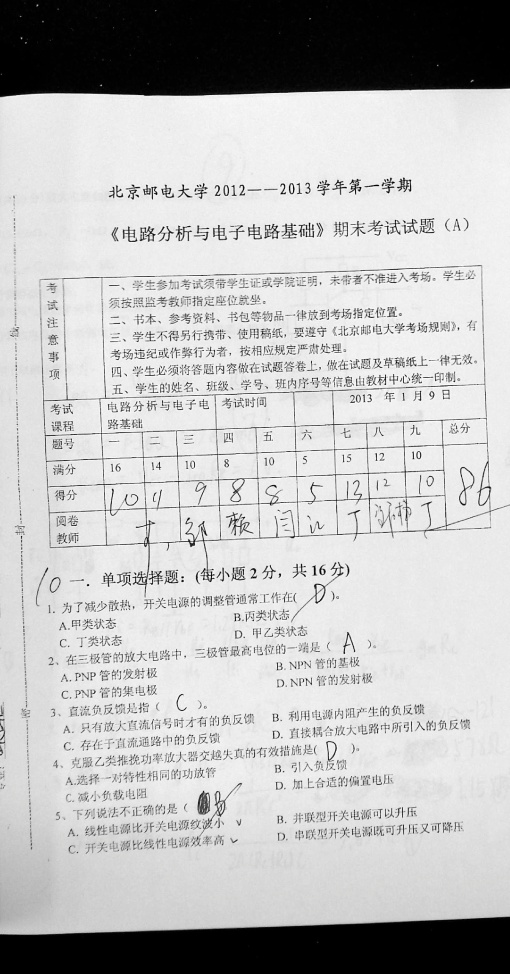 北京邮电大学 2012——2013 学年第一学期
《电路分析与电子电路基础》期末考试试题（A）
考试注意事项
一、学生参加考试须带学生证或学院证明，未带者不准进入考场。学生必
须按照监考教师指定座位就坐。
二、书本、参考资料、书包等物品一律放到考场指定位置。
三、学生不得另行携带、使用稿纸，要遵守《北京邮电大学考场规则》，有
考场违纪或作弊行为者，按相应规定严肃处理。
四、学生必须将答题内容做在试题答卷上，做在试题及草稿纸上一律无效。
五、学生的姓名、班级、学号、班内序号等信息由教材中心统一印制。
考试课程 电路分析与电子电路基础 考试时间 2013 年 1 月 9 日
题号 一 二 三 四 五 六 七 八 九 总分
满分 16 14 10 8 10 5 15 12 10
得分 10 11 9 8 8 5 13 12 10 86
阅卷教师
10 一．单项选择题：(每小题 2 分，共 16 分)
1. 为了减少散热，开关电源的调整管通常工作在( D )。
A.甲类状态 B.丙类状态
C. 丁类状态 D. 甲乙类状态
2、在三极管的放大电路中，三极管最高电位的一端是（ A ）。
A. PNP 管的发射极 B. NPN 管的基极
C. PNP 管的集电极 D. NPN 管的发射极
3、直流负反馈是指（ C ）。
A. 只有放大直流信号时才有的负反馈 B. 利用电源内阻产生的负反馈
C. 存在于直流通路中的负反馈 D. 直接耦合放大电路中所引入的负反馈
4、克服乙类推挽功率放大器交越失真的有效措施是( D )。
A.选择一对特性相同的功放管 B. 引入负反馈
C. 减小负载电阻 D. 加上合适的偏置电压
5、下列说法不正确的是（ B
A. 线性电源比开关电源纹波小 ✓ B. 并联型开关电源可以升压
C. 开关电源比线性电源效率高 ✓ D. 串联型开关电源既可升压又可降压